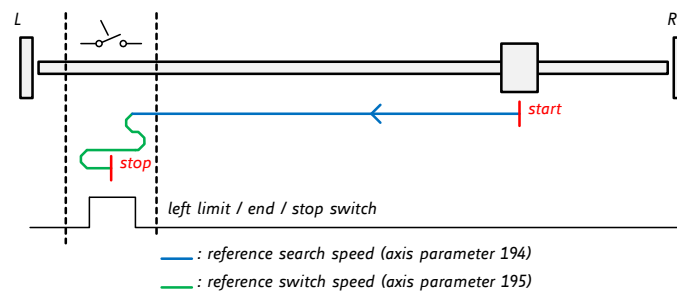 L
R
start
stop
left limit / end / stop switch
: reference search speed (axis parameter 194)
: reference switch speed (axis parameter 195)